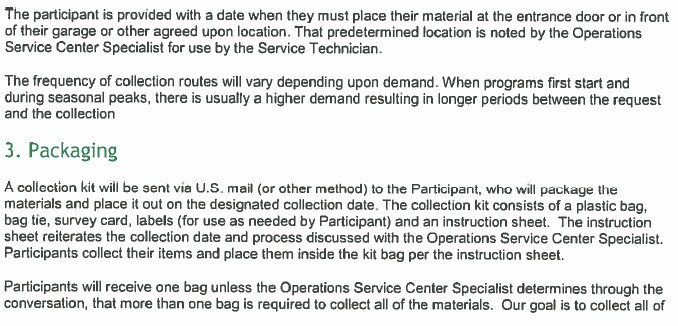 The participant is provided with a date when they must place their material at the entrance door or in front
of their garage or other agreed upon location. That predetermined location is noted by the Operations
Service Center Specialist for use by the Service Technician.
The frequency of collection routes will vary depending upon demand. When programs first start and
during seasonal peaks, there is usually a higher demand resulting in longer periods between the request
and the collection
3. Packaging
A collection kit will be sent via U.S. mail (or other method) to the Participant, who will package the
materials and place it out on the designated collection date. The collection kit consists of a plastic bag,
bag tie, survey card, labels (for use as needed by Participant) and an instruction sheet. The instruction
sheet reiterates the collection date and process discussed with the Operations Service Center Specialist.
Participants collect their items and place them inside the kit bag per the instruction sheet.
Participants will receive one bag unless the Operations Service Center Specialist determines through the
conversation, that more than one bag is required to collect all of the materials. Our goal is to collect all of